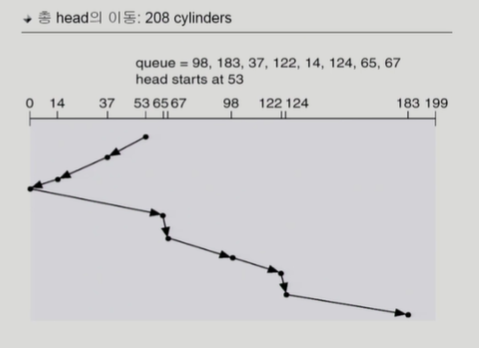 총 head의 이동: 208 cylinders
queue = 98, 183, 37, 122, 14, 124, 65, 67
head starts at 53
0 14 37 53 65 67 98 122 124 183 199